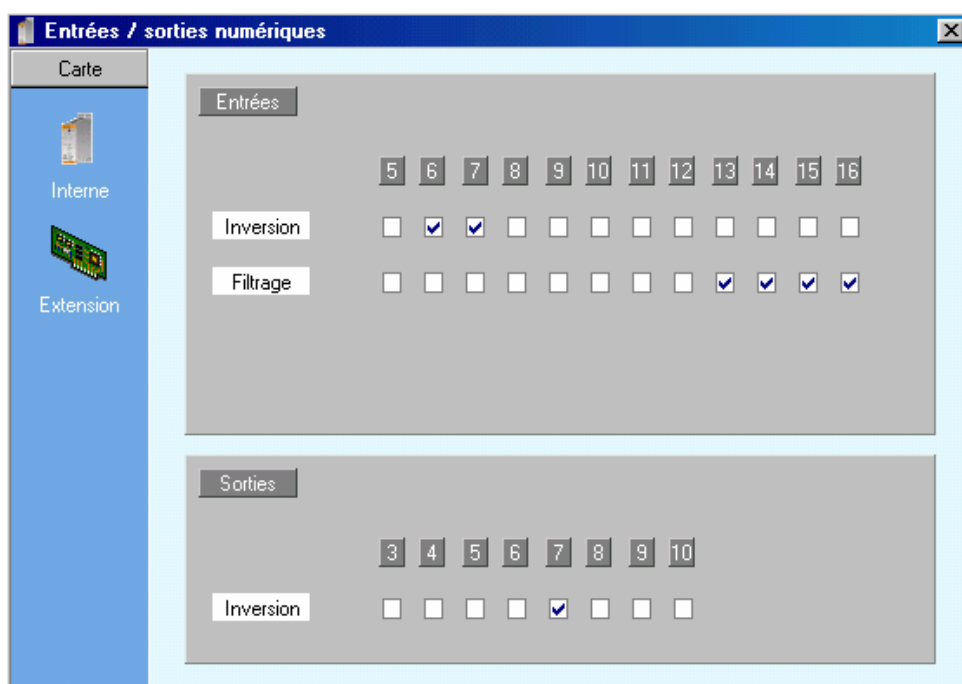 Entrées / sorties numériques
Carte
Interne
Extension
Entrées
5 6 7 8 9 10 11 12 13 14 15 16
Inversion
Filtrage
Sorties
3 4 5 6 7 8 9 10
Inversion